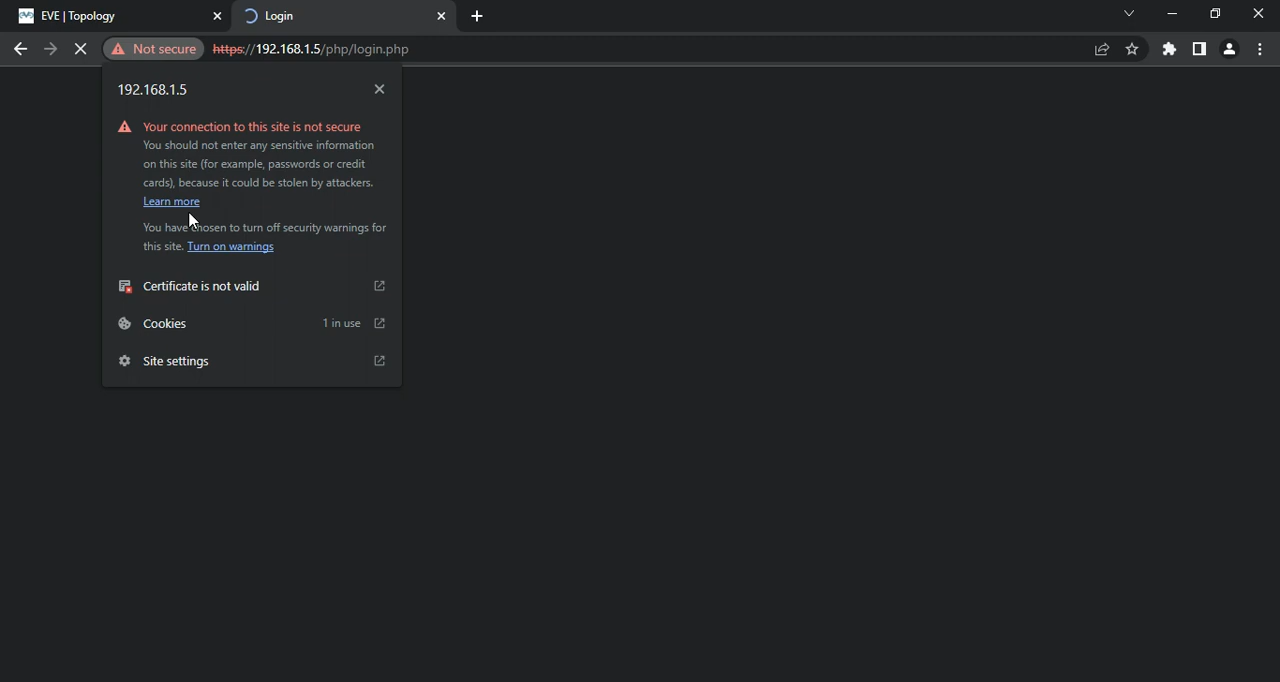 EVE | Topology
Login
Not secure https://192.168.1.5/php/login.php
192.168.1.5
Your connection to this site is not secure
You should not enter any sensitive information
on this site (for example, passwords or credit
cards), because it could be stolen by attackers.
Learn more
You have chosen to turn off security warnings for
this site. Turn on warnings
Certificate is not valid
Cookies 1 in use
Site settings